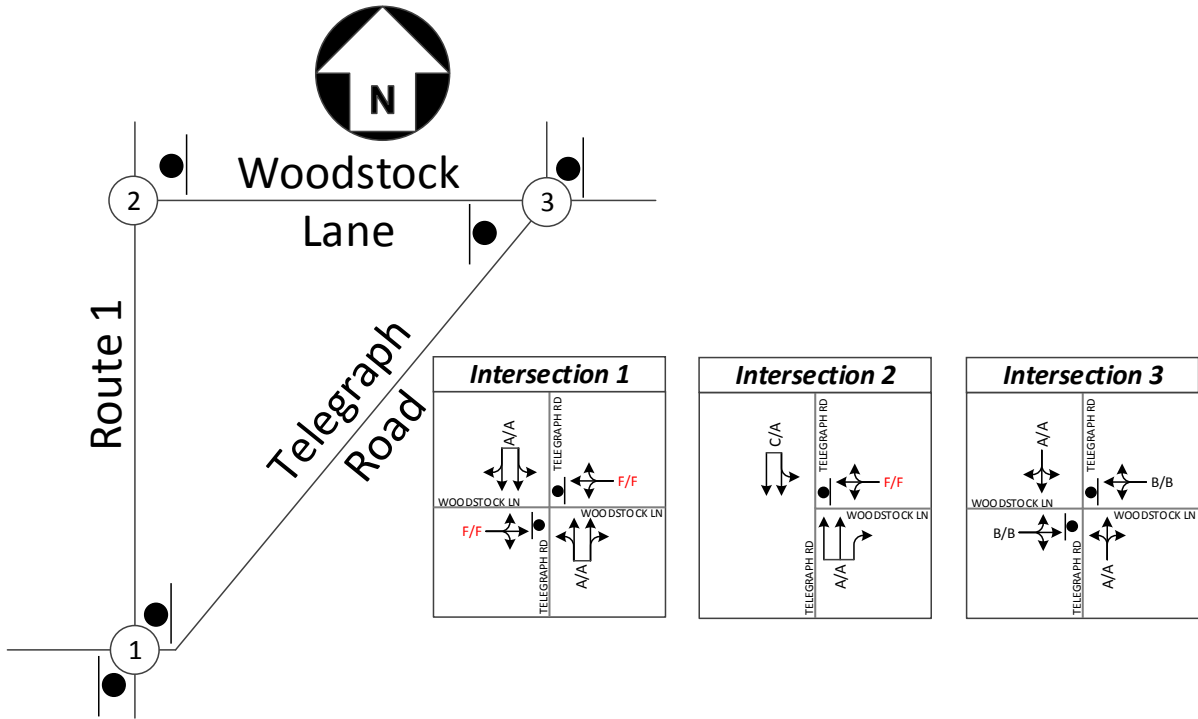 N
Woodstock
Lane
2
3
Route 1
Telegraph
Road
1
Intersection 1
A/A
TELEGRAPH RD
F/F
WOODSTOCK LN
WOODSTOCK LN
F/F
TELEGRAPH RD
A/A
Intersection 2
C/A
TELEGRAPH RD
F/F
WOODSTOCK LN
TELEGRAPH RD
A/A
Intersection 3
A/A
TELEGRAPH RD
B/B
WOODSTOCK LN
WOODSTOCK LN
B/B
TELEGRAPH RD
A/A